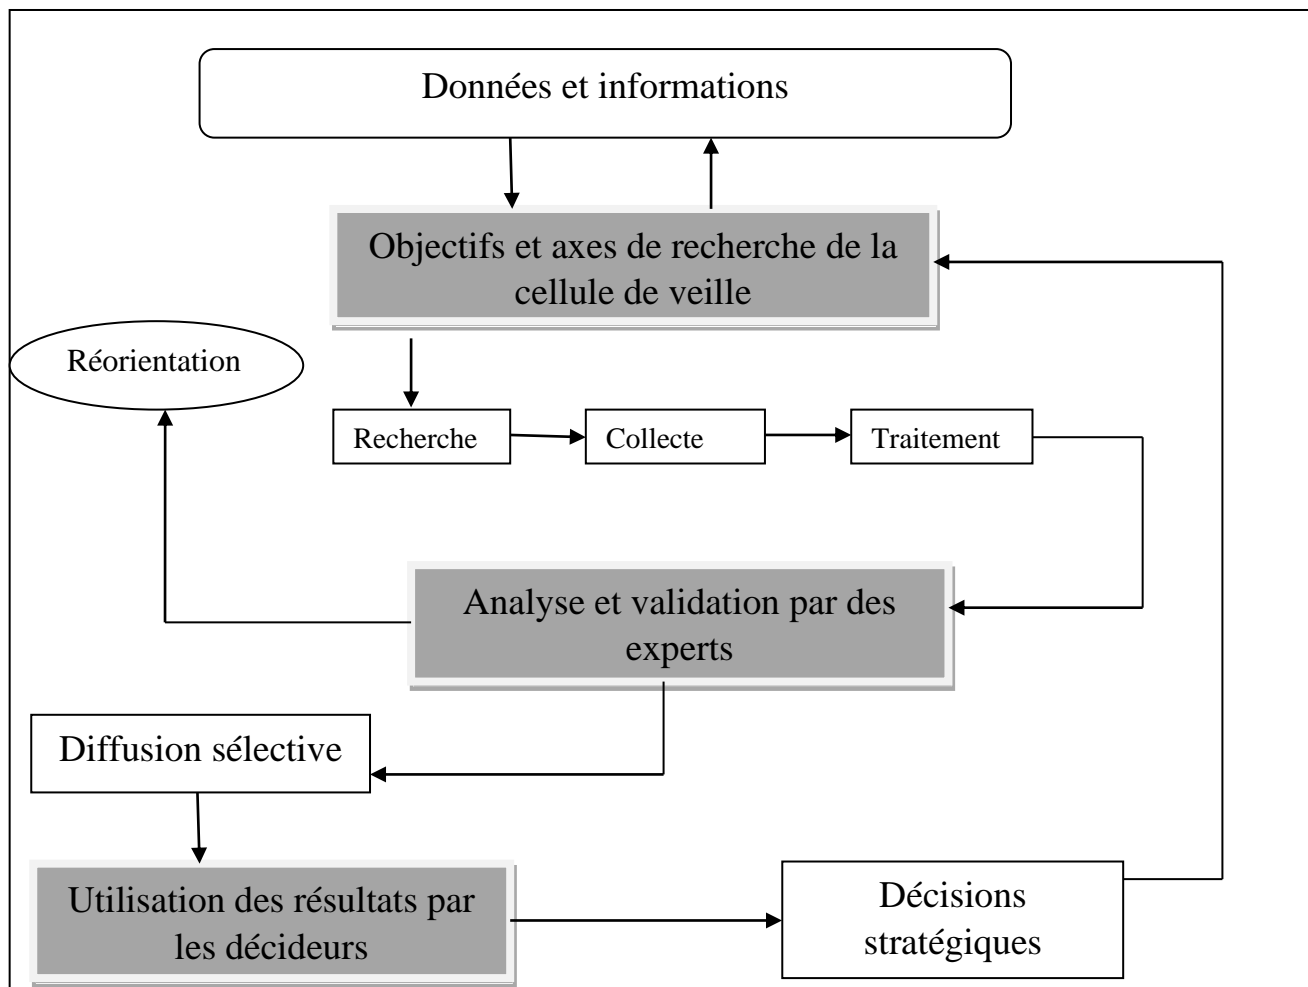 Données et informations
Objectifs et axes de recherche de la
cellule de veille
Réorientation
Recherche
Collecte
Traitement
Analyse et validation par des
experts
Diffusion sélective
Utilisation des résultats par
les décideurs
Décisions
stratégiques